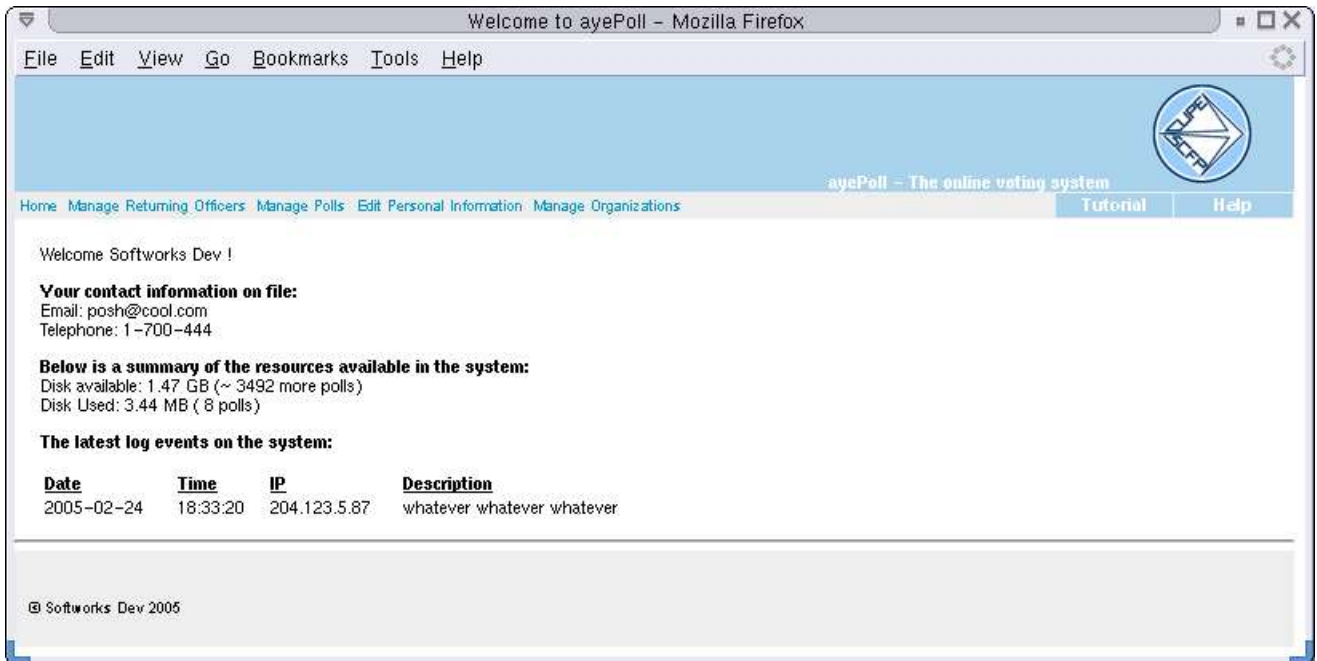 Welcome to ayePoll – Mozilla Firefox
File Edit View Go Bookmarks Tools Help
CUPE
SCFP
ayePoll – The online voting system
Home Manage Returning Officers Manage Polls Edit Personal Information Manage Organizations Tutorial Help
Welcome Softworks Dev !
Your contact information on file:
Email: posh@cool.com
Telephone: 1-700-444
Below is a summary of the resources available in the system:
Disk available: 1.47 GB (~ 3492 more polls)
Disk Used: 3.44 MB ( 8 polls)
The latest log events on the system:
Date Time IP Description
2005-02-24 18:33:20 204.123.5.87 whatever whatever whatever
© Softworks Dev 2005